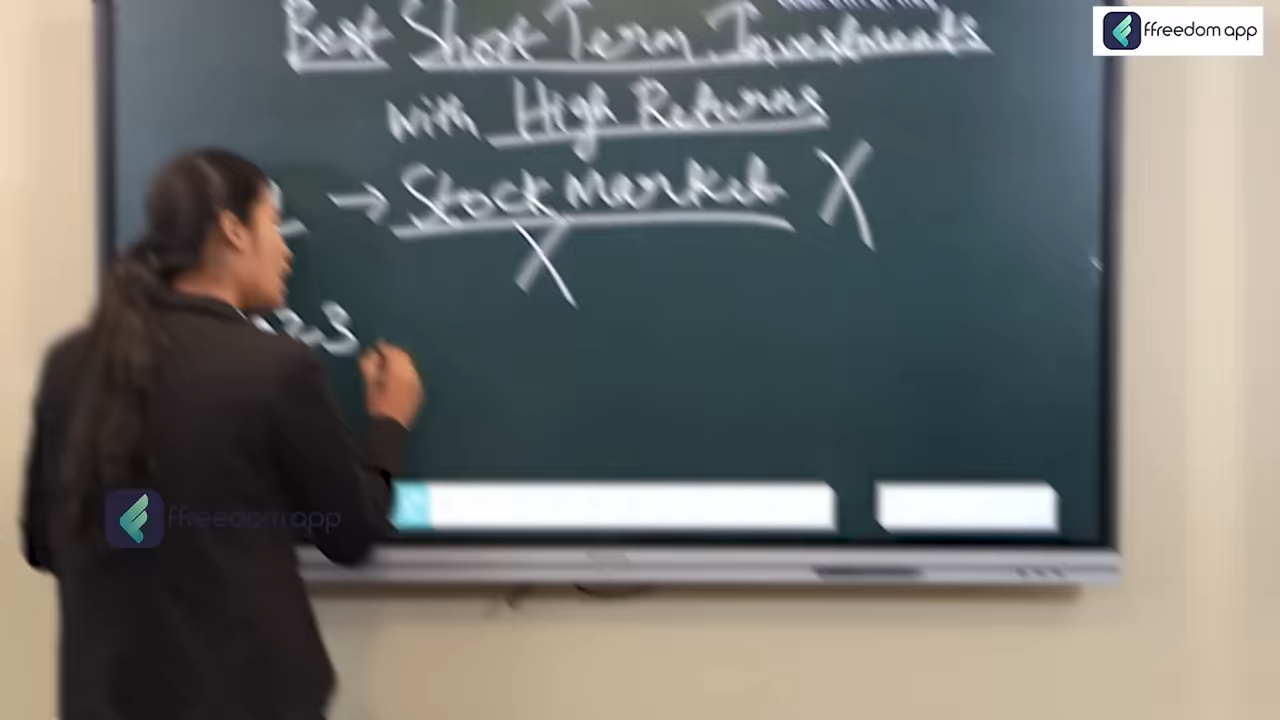 ffreedom app
Best Short Term Investments
with High Returns
→ Stock Market X
X
ffreedom app